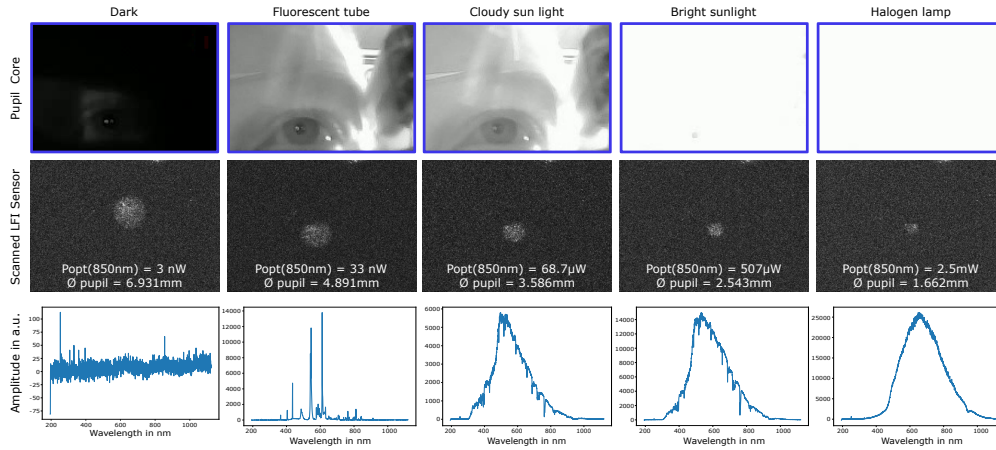 Dark Fluorescent tube Cloudy sun light Bright sunlight Halogen lamp
Pupil Core
Scanned LFI Sensor
Popt(850nm) = 3 nW
Ø pupil = 6.931mm
Popt(850nm) = 33 nW
Ø pupil = 4.891mm
Popt(850nm) = 68.7µW
Ø pupil = 3.586mm
Popt(850nm) = 507µW
Ø pupil = 2.543mm
Popt(850nm) = 2.5mW
Ø pupil = 1.662mm
Amplitude in a.u.
100
75
50
25
0
-25
-50
-75
200 400 600 800 1000
Wavelength in nm
14000
12000
10000
8000
6000
4000
2000
0
200 400 600 800 1000
Wavelength in nm
6000
5000
4000
3000
2000
1000
0
200 400 600 800 1000
Wavelength in nm
14000
12000
10000
8000
6000
4000
2000
0
200 400 600 800 1000
Wavelength in nm
25000
20000
15000
10000
5000
0
200 400 600 800 1000
Wavelength in nm